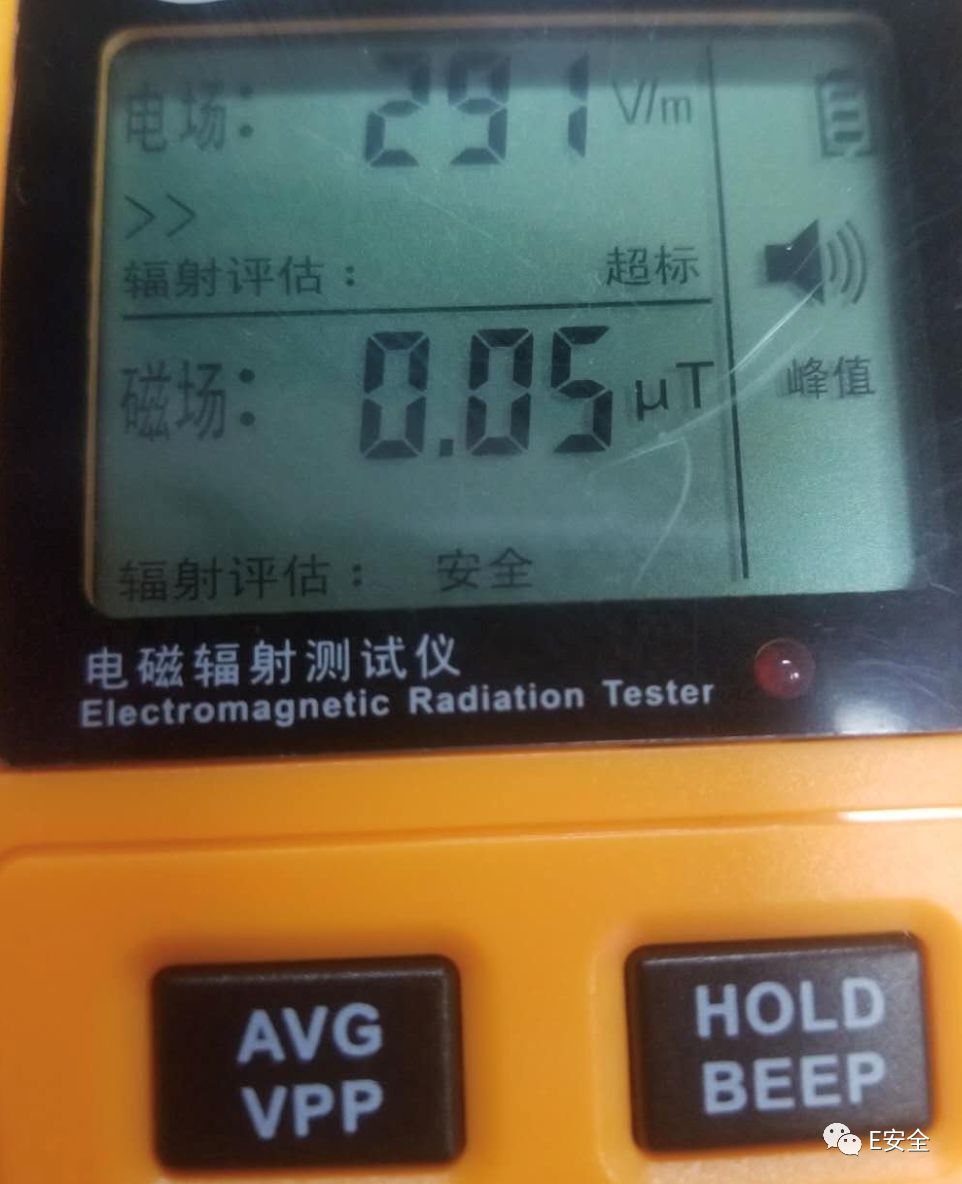 电场: 291 V/m
>>
辐射评估: 超标
磁场: 0.05 μT
峰值
辐射评估: 安全
电磁辐射测试仪
Electromagnetic Radiation Tester
AVG
VPP
HOLD
BEEP
E安全